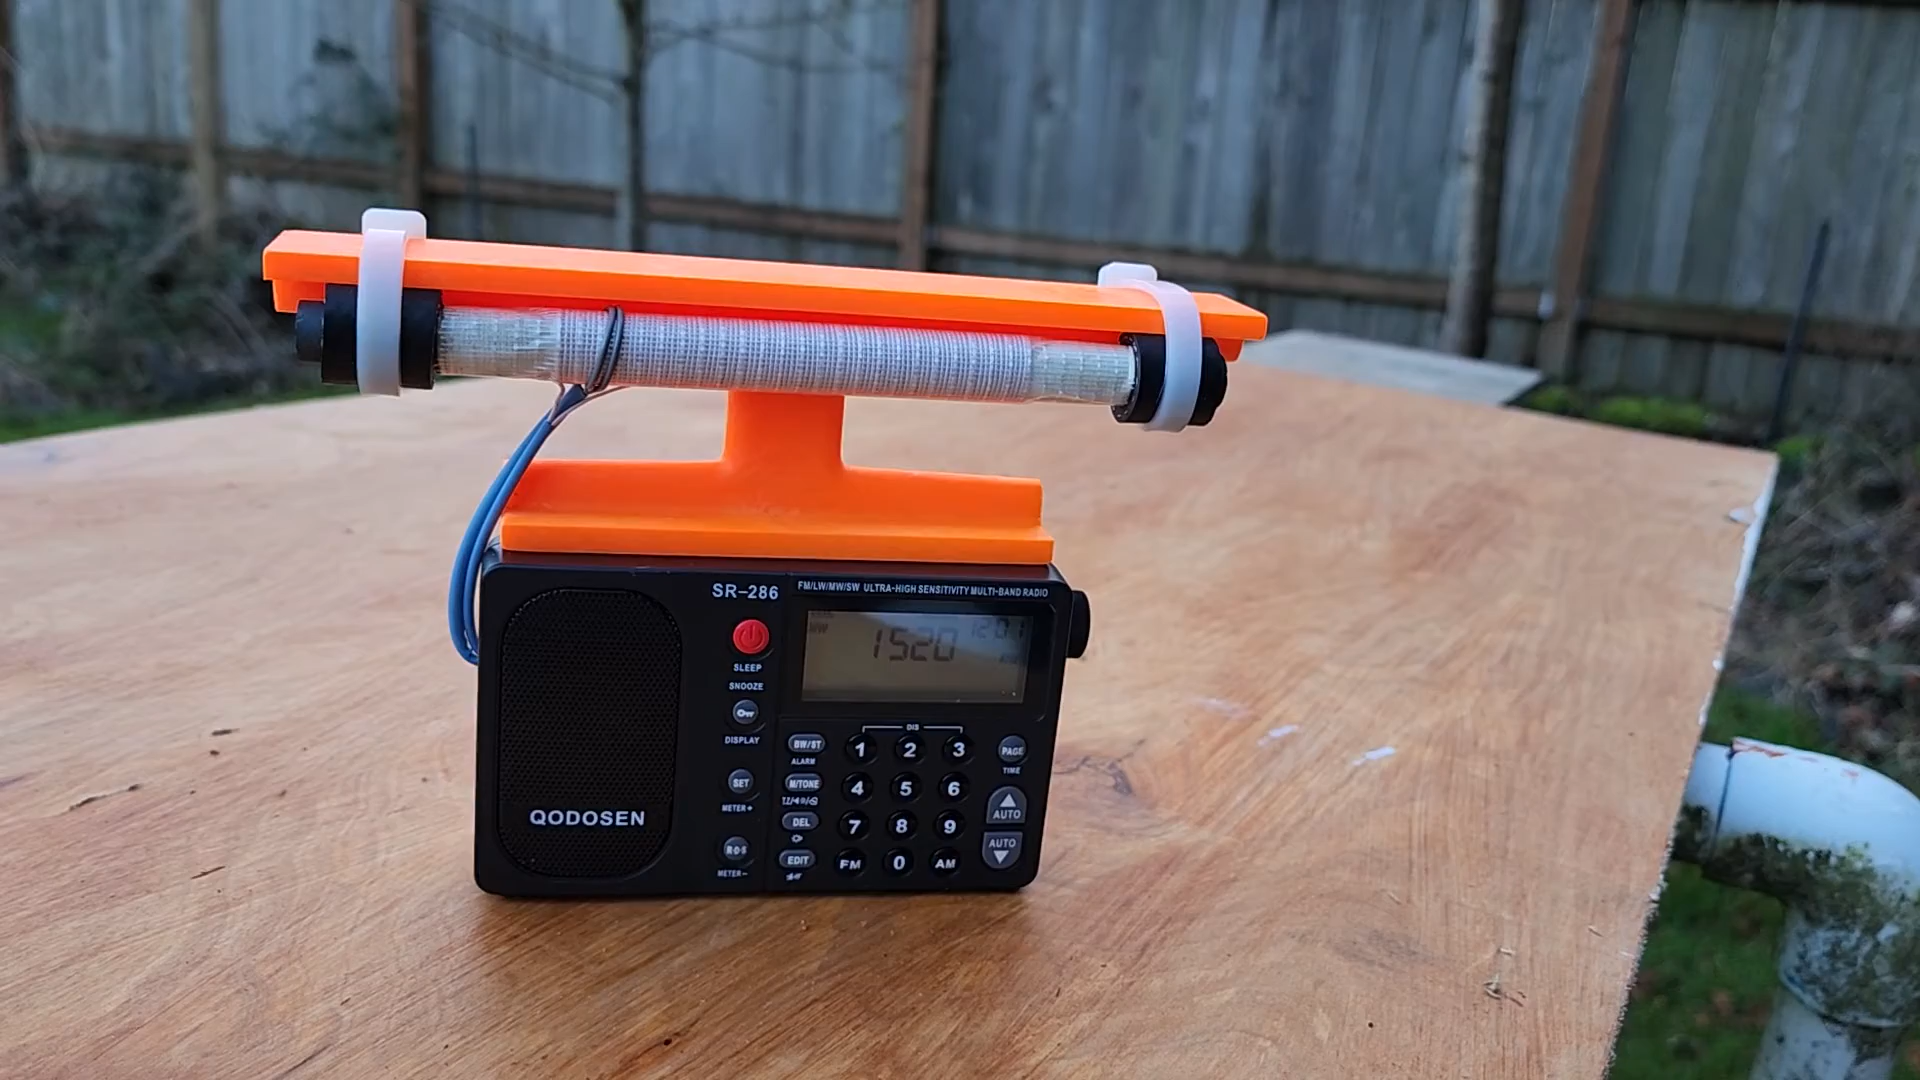 SR-286
FM/LW/MW/SW ULTRA-HIGH SENSITIVITY MULTI-BAND RADIO
MW
1520
SLEEP
SNOOZE
DISPLAY
SET
METER+
R·D·S
METER-
QODOSEN
DIS
BW/ST
ALARM
1 2 3
PAGE
TIME
M/TONE
4 5 6
AUTO
DEL
7 8 9
AUTO
EDIT
FM 0 AM